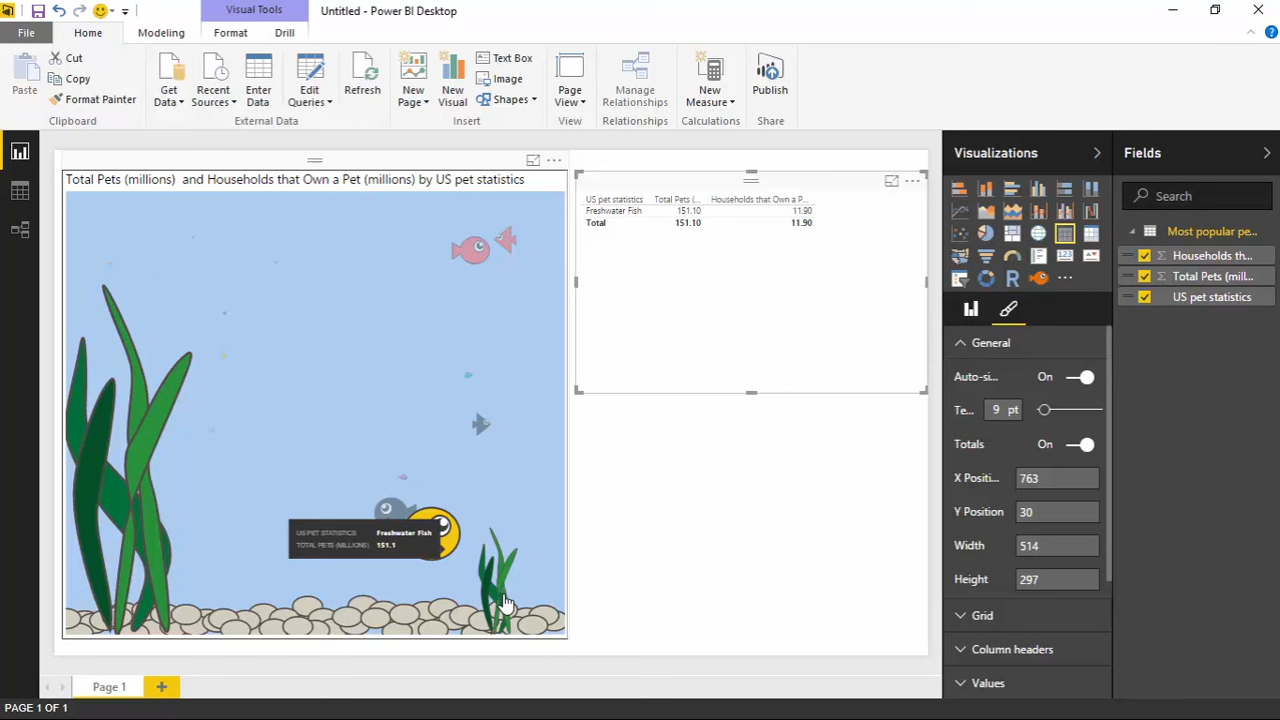 Visual Tools
Untitled - Power BI Desktop
File
Home
Modeling
Format
Drill
Paste
Cut
Copy
Format Painter
Clipboard
Get Data
Recent Sources
Enter Data
Edit Queries
External Data
Refresh
New Page
New Visual
Text Box
Image
Shapes
Insert
Page View
View
Manage Relationships
Relationships
New Measure
Calculations
Publish
Share
Total Pets (millions) and Households that Own a Pet (millions) by US pet statistics
US PET STATISTICS Freshwater Fish
TOTAL PETS (MILLIONS) 151.1
US pet statistics Total Pets (... Households that Own a P...
Freshwater Fish 151.10 11.90
Total 151.10 11.90
Visualizations
R
General
Auto-si... On
Te... 9 pt
Totals On
X Positi... 763
Y Position 30
Width 514
Height 297
Grid
Column headers
Values
Fields
Search
Most popular pe...
Households th...
Total Pets (mill...
US pet statistics
Page 1
PAGE 1 OF 1